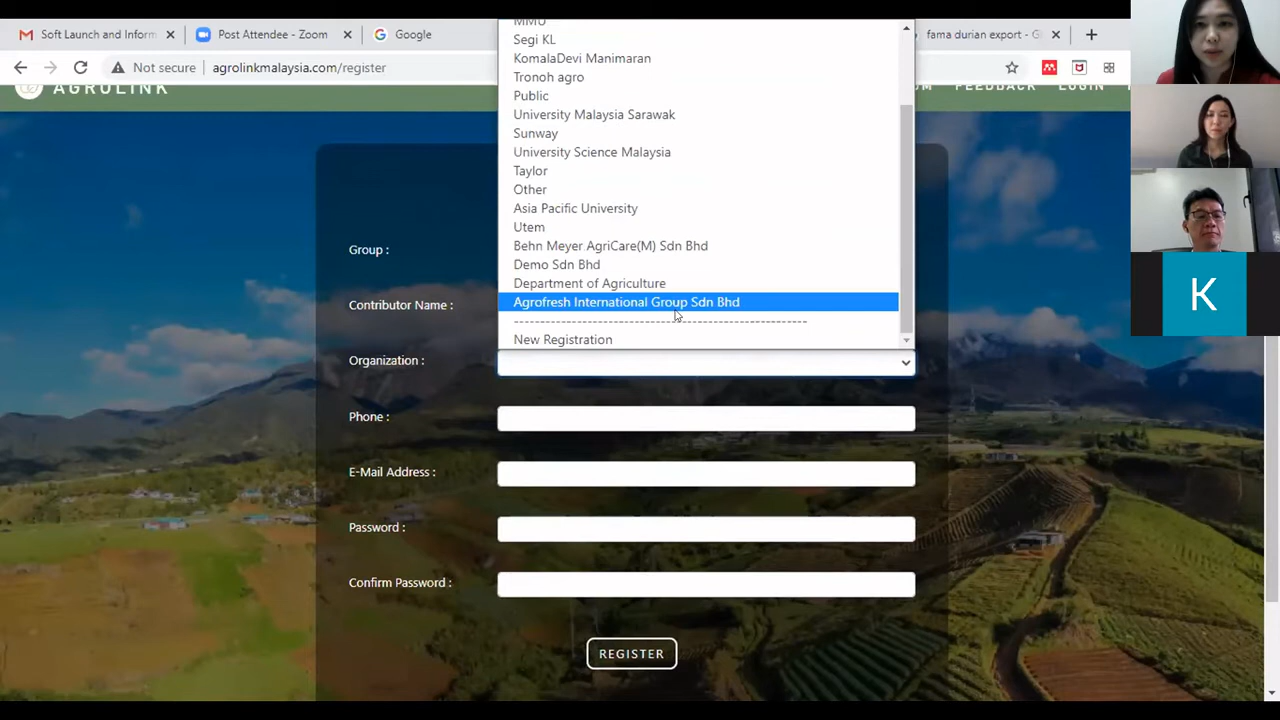 Soft Launch and Inform
Post Attendee - Zoom
Google
fama durian export - G
Not secure
agrolinkmalaysia.com/register
AGROLINK
FEEDBACK
LOGIN
MMU
Segi KL
KomalaDevi Manimaran
Tronoh agro
Public
University Malaysia Sarawak
Sunway
University Science Malaysia
Taylor
Other
Asia Pacific University
Utem
Behn Meyer AgriCare(M) Sdn Bhd
Demo Sdn Bhd
Department of Agriculture
Agrofresh International Group Sdn Bhd
--------------------------------------------------------
New Registration
Group :
Contributor Name :
Organization :
Phone :
E-Mail Address :
Password :
Confirm Password :
REGISTER
K